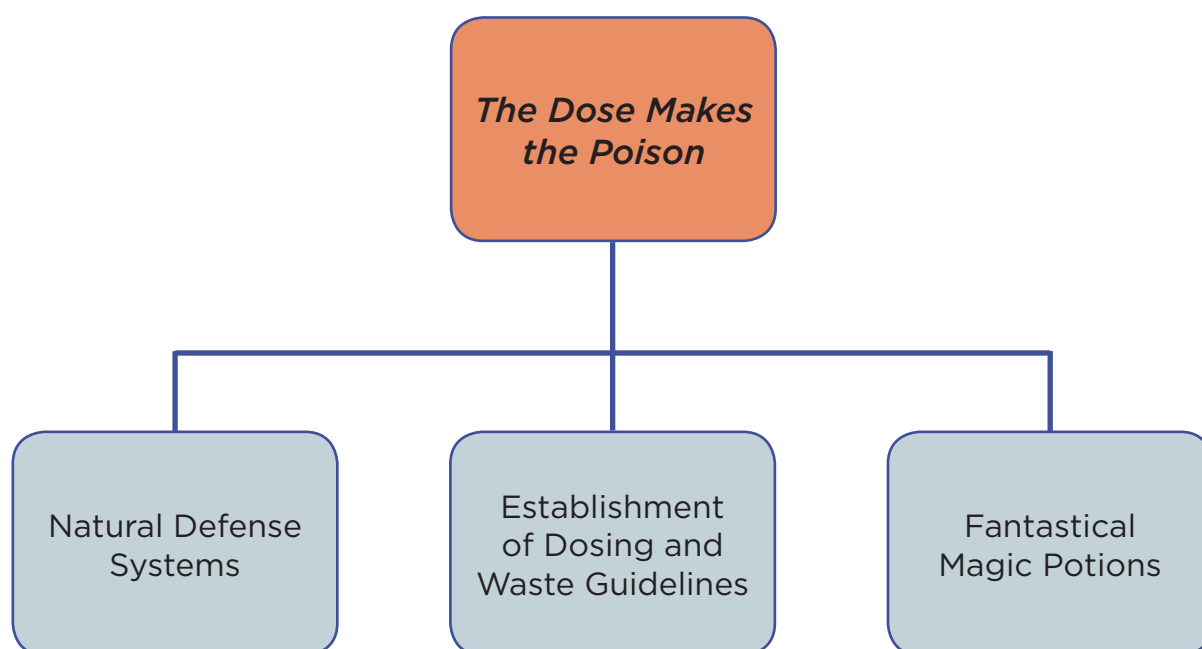 The Dose Makes
the Poison
Natural Defense
Systems
Establishment
of Dosing and
Waste Guidelines
Fantastical
Magic Potions